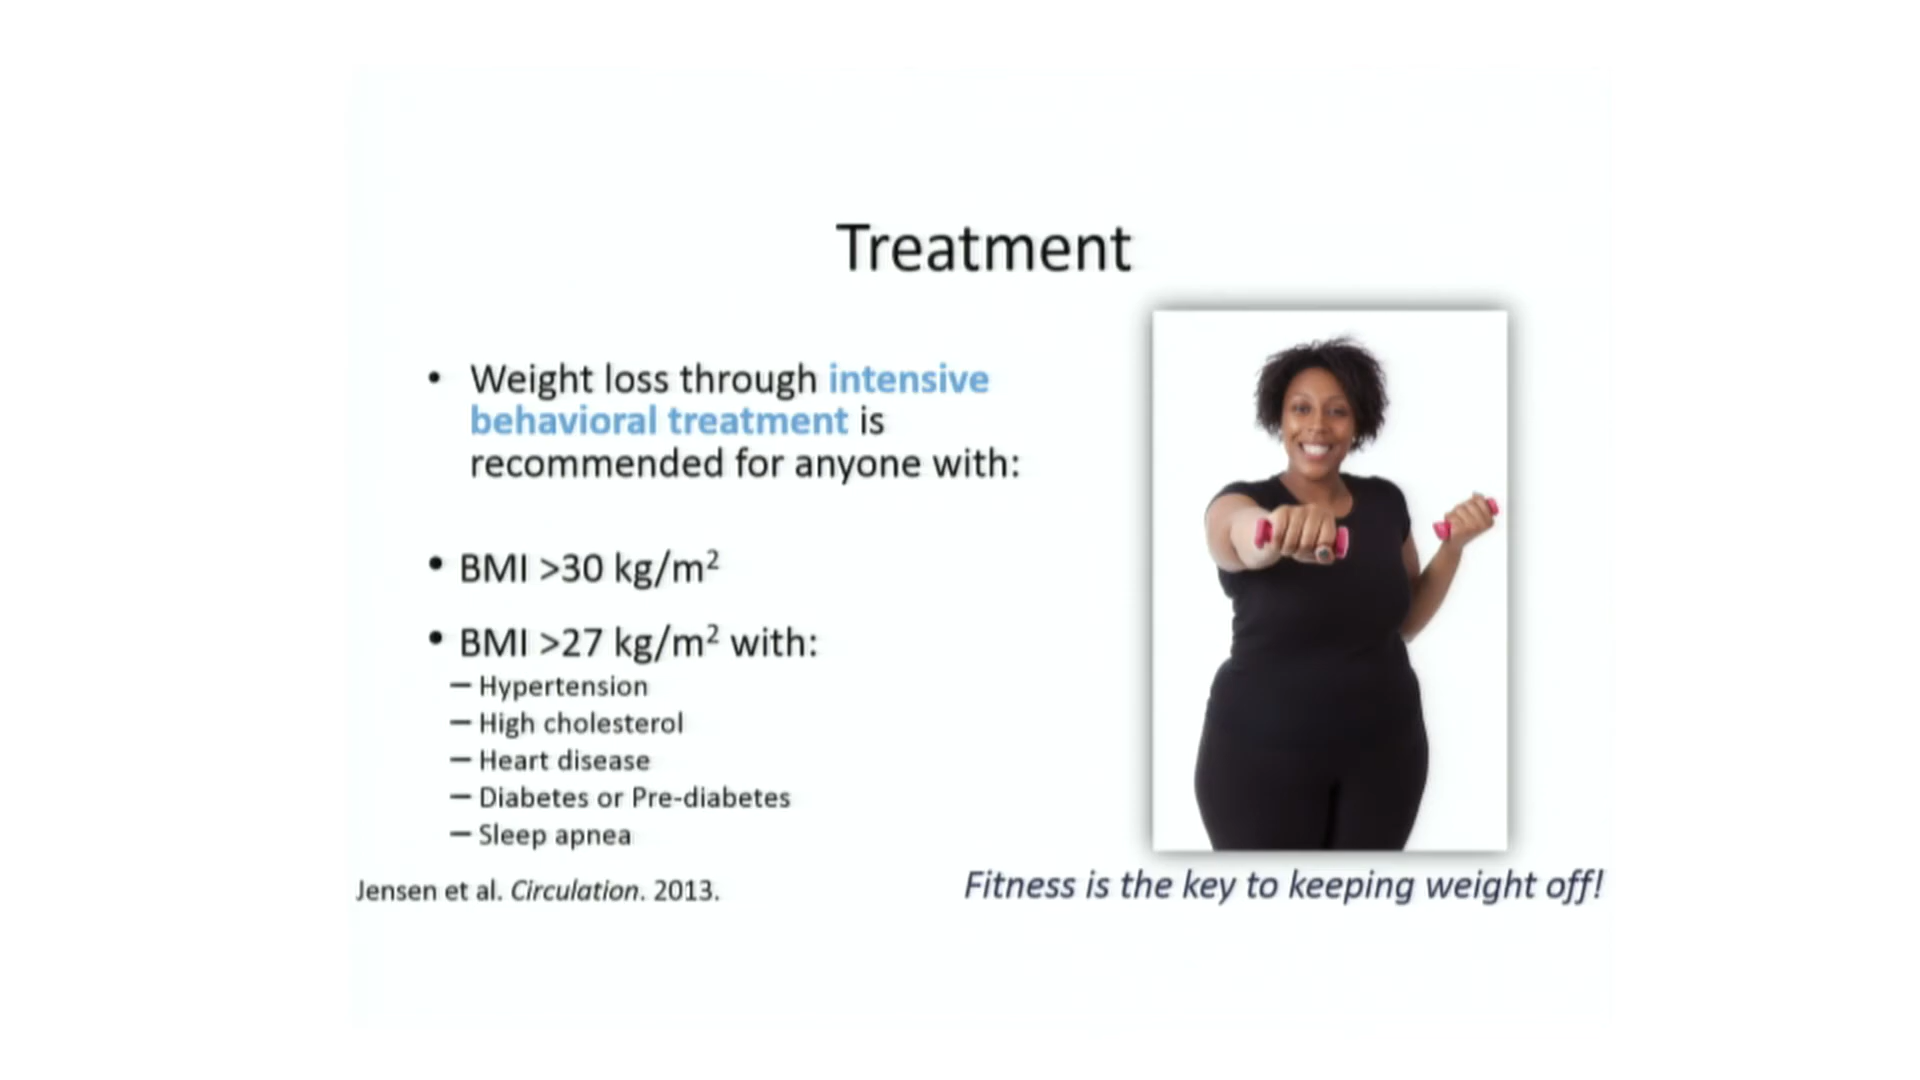 Treatment
• Weight loss through intensive
behavioral treatment is
recommended for anyone with:
• BMI >30 kg/m²
• BMI >27 kg/m² with:
– Hypertension
– High cholesterol
– Heart disease
– Diabetes or Pre-diabetes
– Sleep apnea
Jensen et al. Circulation. 2013.
Fitness is the key to keeping weight off!